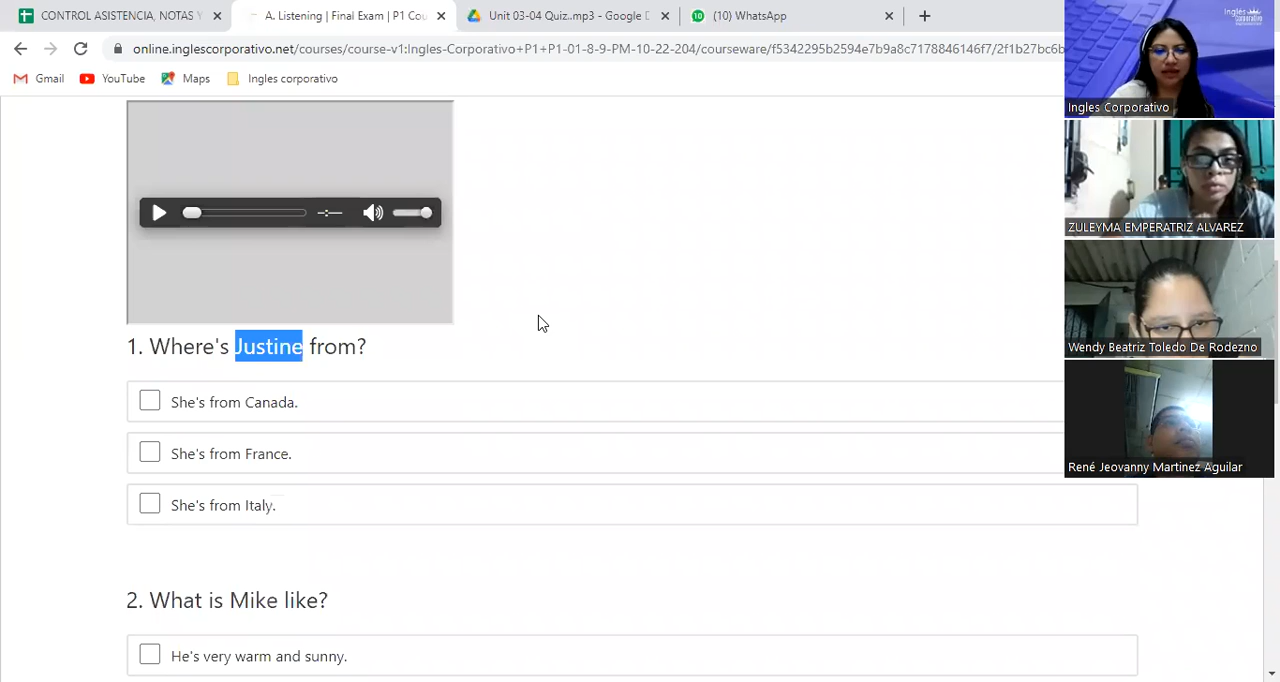 CONTROL ASISTENCIA, NOTAS Y
A. Listening | Final Exam | P1 Cou
Unit 03-04 Quiz..mp3 - Google D
(10) WhatsApp
online.inglescorporativo.net/courses/course-v1:Ingles-Corporativo+P1+P1-01-8-9-PM-10-22-204/courseware/f5342295b2594e7b9a8c7178846146f7/2f1b27bc6b
Gmail
YouTube
Maps
Ingles corporativo
Inglés
Corporativo
Ingles Corporativo
ZULEYMA EMPERATRIZ ALVAREZ
Wendy Beatriz Toledo De Rodezno
René Jeovanny Martinez Aguilar
1. Where's Justine from?
She's from Canada.
She's from France.
She's from Italy.
2. What is Mike like?
He's very warm and sunny.